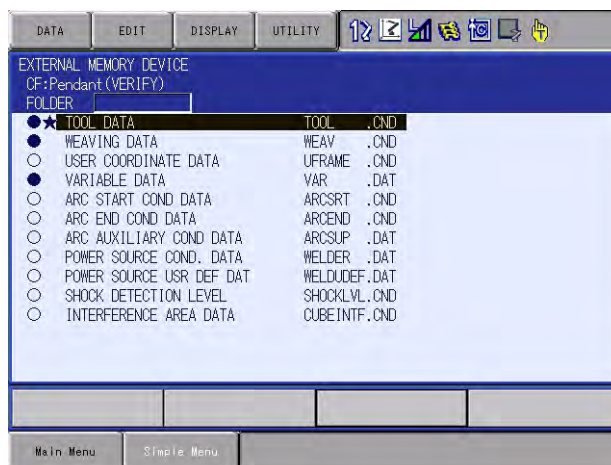 DATA EDIT DISPLAY UTILITY
EXTERNAL MEMORY DEVICE
CF:Pendant(VERIFY)
FOLDER
TOOL DATA TOOL .CND
WEAVING DATA WEAV .CND
USER COORDINATE DATA UFRAME .CND
VARIABLE DATA VAR .DAT
ARC START COND DATA ARCSRT .CND
ARC END COND DATA ARCEND .CND
ARC AUXILIARY COND DATA ARCSUP .DAT
POWER SOURCE COND. DATA WELDER .DAT
POWER SOURCE USR DEF DAT WELDUDEF.DAT
SHOCK DETECTION LEVEL SHOCKLVL.CND
INTERFERENCE AREA DATA CUBEINTF.CND
Main Menu Simple Menu